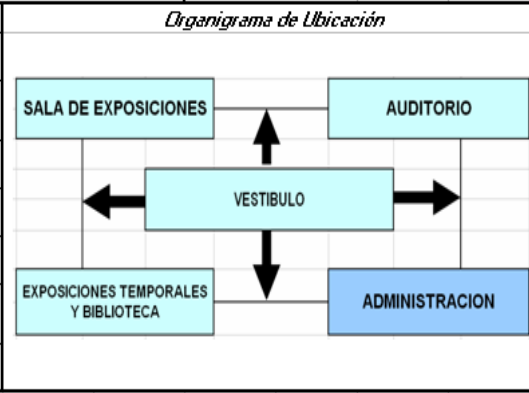 Organigrama de Ubicación
SALA DE EXPOSICIONES
AUDITORIO
VESTIBULO
EXPOSICIONES TEMPORALES
Y BIBLIOTECA
ADMINISTRACION